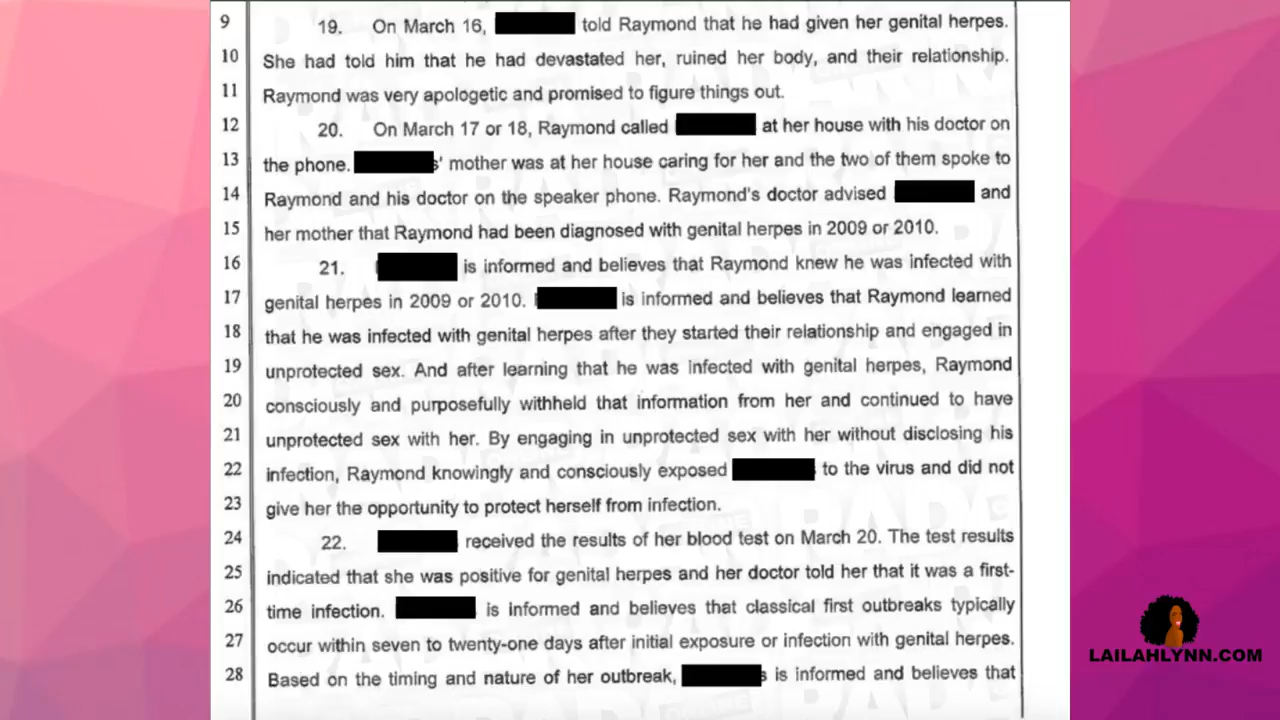 9 19. On March 16, told Raymond that he had given her genital herpes.
10 She had told him that he had devastated her, ruined her body, and their relationship.
11 Raymond was very apologetic and promised to figure things out.
12 20. On March 17 or 18, Raymond called at her house with his doctor on
13 the phone. s' mother was at her house caring for her and the two of them spoke to
14 Raymond and his doctor on the speaker phone. Raymond's doctor advised and
15 her mother that Raymond had been diagnosed with genital herpes in 2009 or 2010.
16 21. is informed and believes that Raymond knew he was infected with
17 genital herpes in 2009 or 2010. is informed and believes that Raymond learned
18 that he was infected with genital herpes after they started their relationship and engaged in
19 unprotected sex. And after learning that he was infected with genital herpes, Raymond
20 consciously and purposefully withheld that information from her and continued to have
21 unprotected sex with her. By engaging in unprotected sex with her without disclosing his
22 infection, Raymond knowingly and consciously exposed to the virus and did not
23 give her the opportunity to protect herself from infection.
24 22. received the results of her blood test on March 20. The test results
25 indicated that she was positive for genital herpes and her doctor told her that it was a first-
26 time infection. is informed and believes that classical first outbreaks typically
27 occur within seven to twenty-one days after initial exposure or infection with genital herpes.
28 Based on the timing and nature of her outbreak, s is informed and believes that
LAILAHLYNN.COM